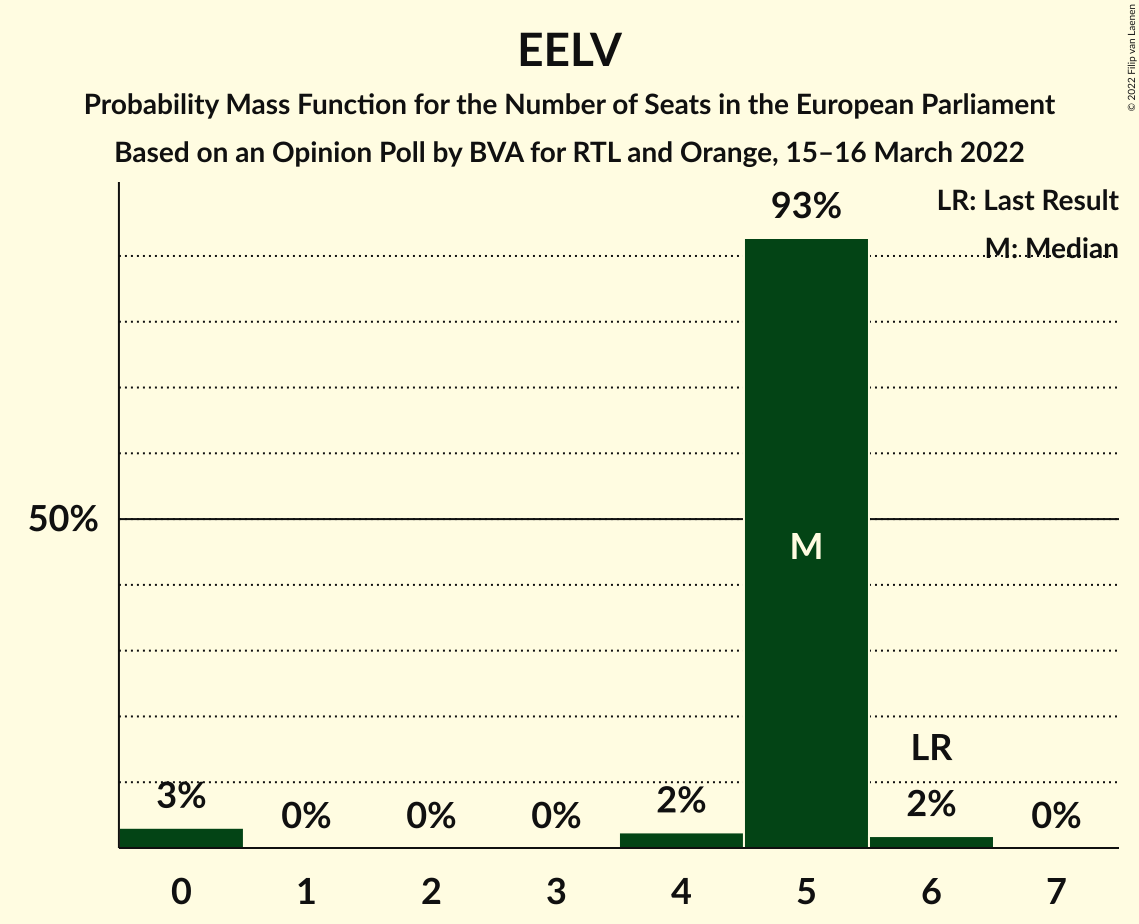 EELV
Probability Mass Function for the Number of Seats in the European Parliament
Based on an Opinion Poll by BVA for RTL and Orange, 15–16 March 2022
© 2022 Filip van Laenen
LR: Last Result
M: Median
93%
50%
M
LR
3%
0%
0%
0%
2%
2%
0%
0
1
2
3
4
5
6
7